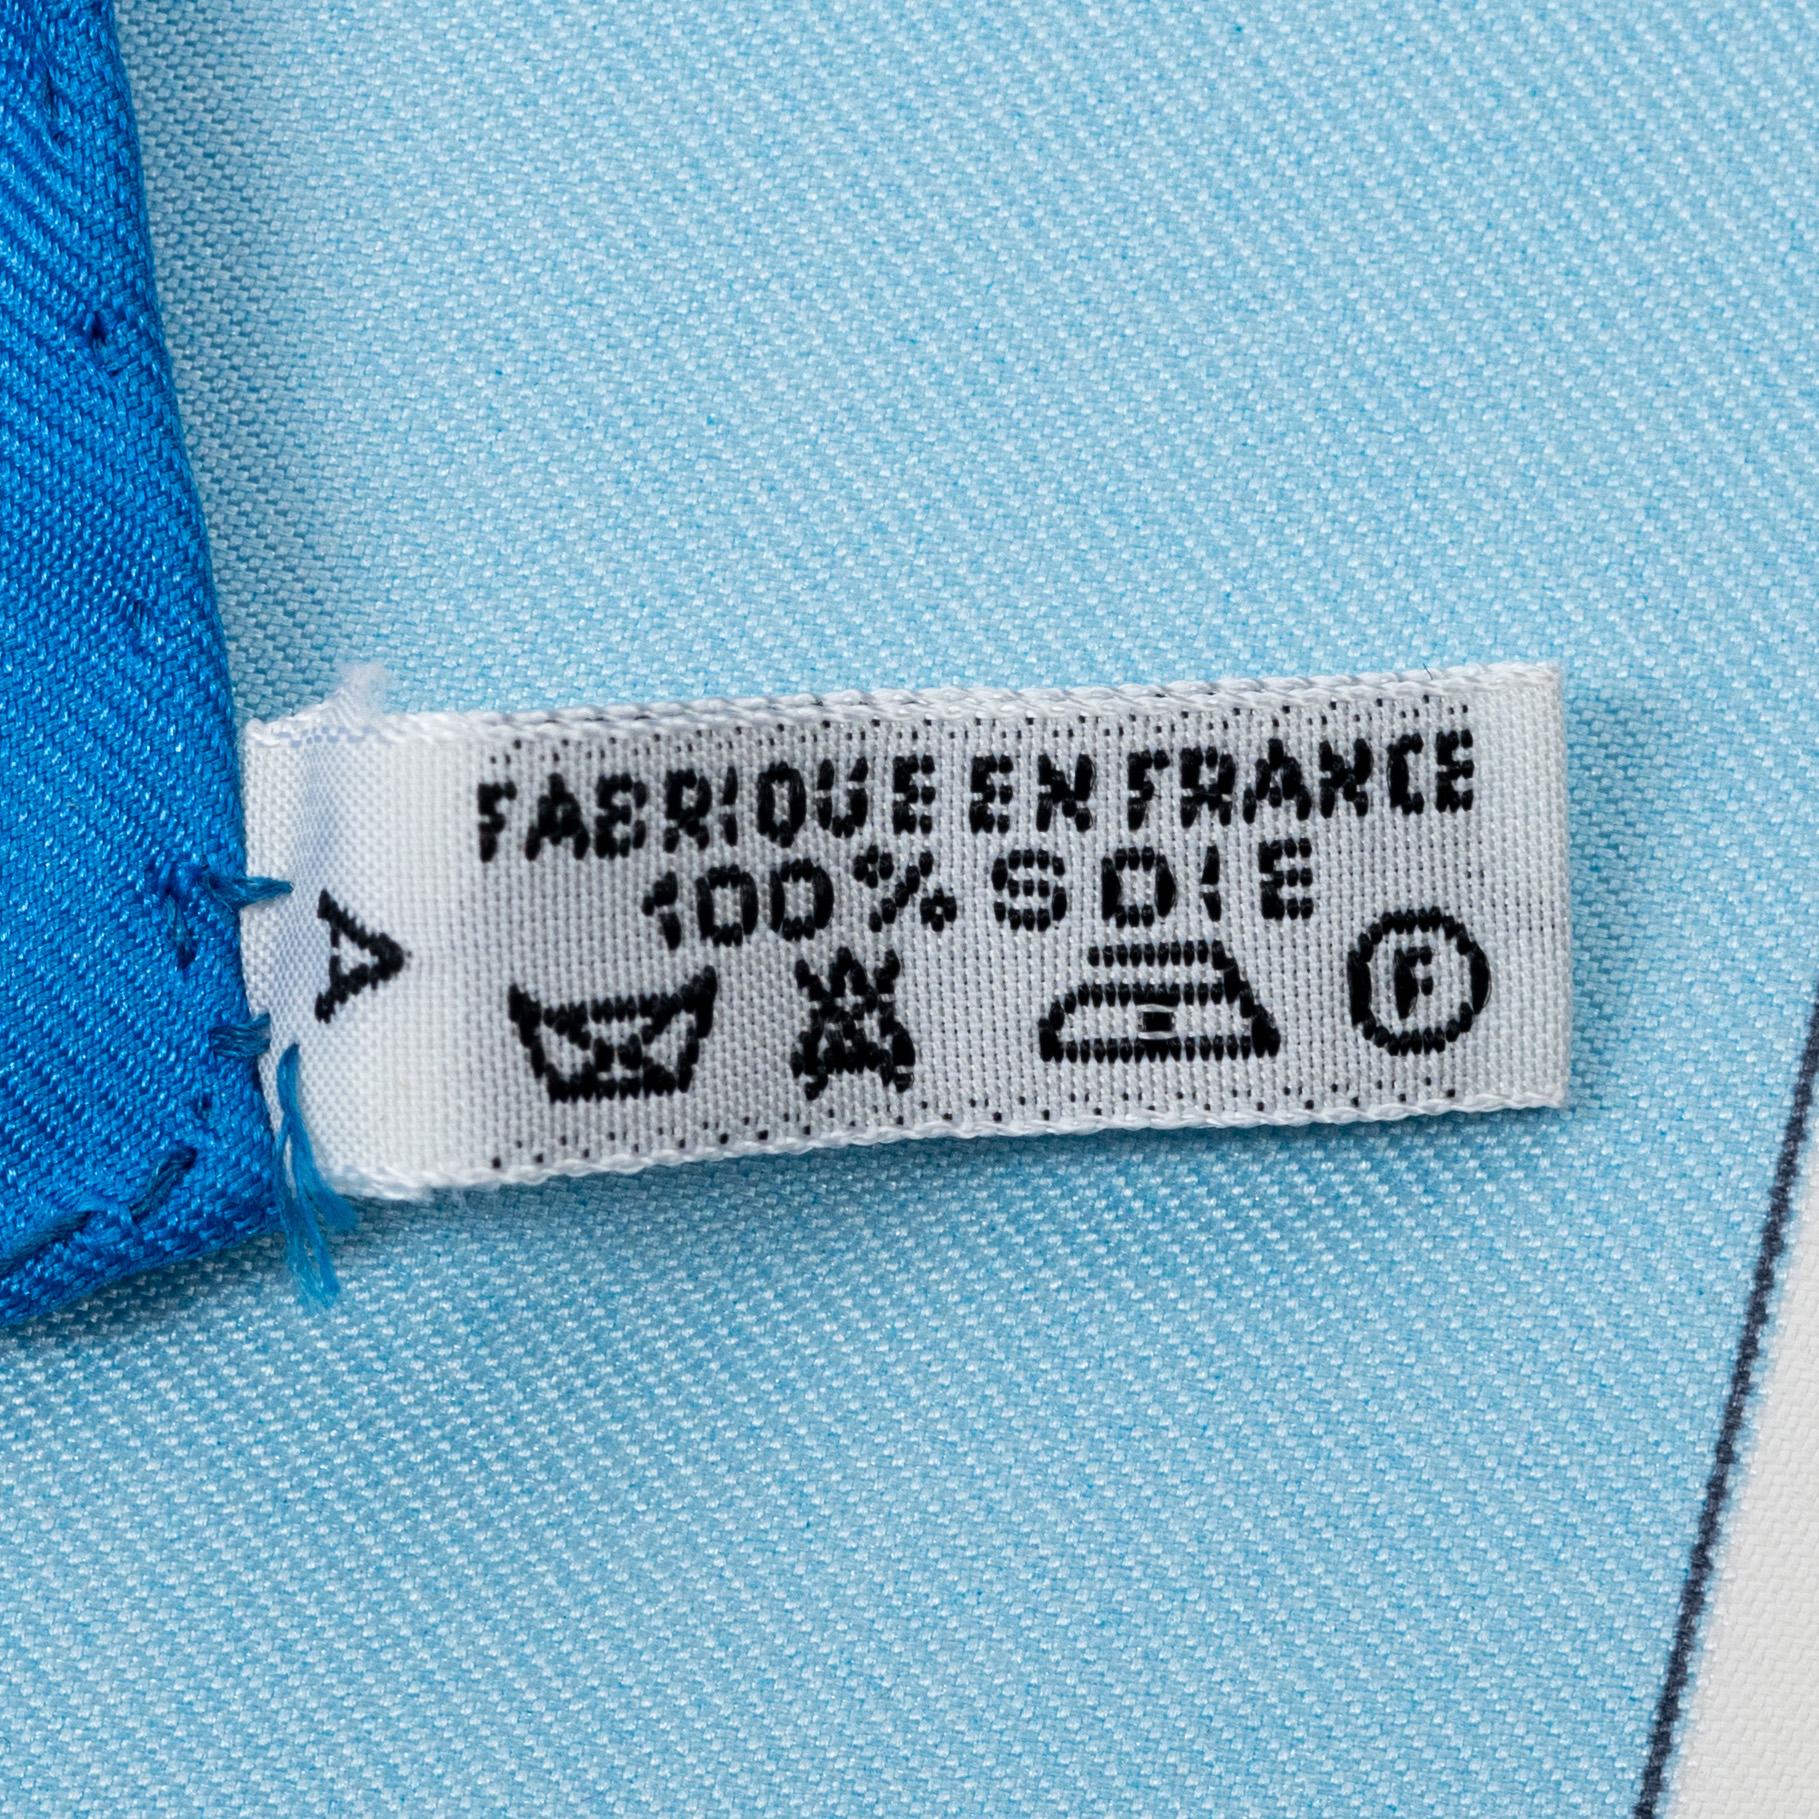 FABRIQUE EN FRANCE
100% SOIE
F
A